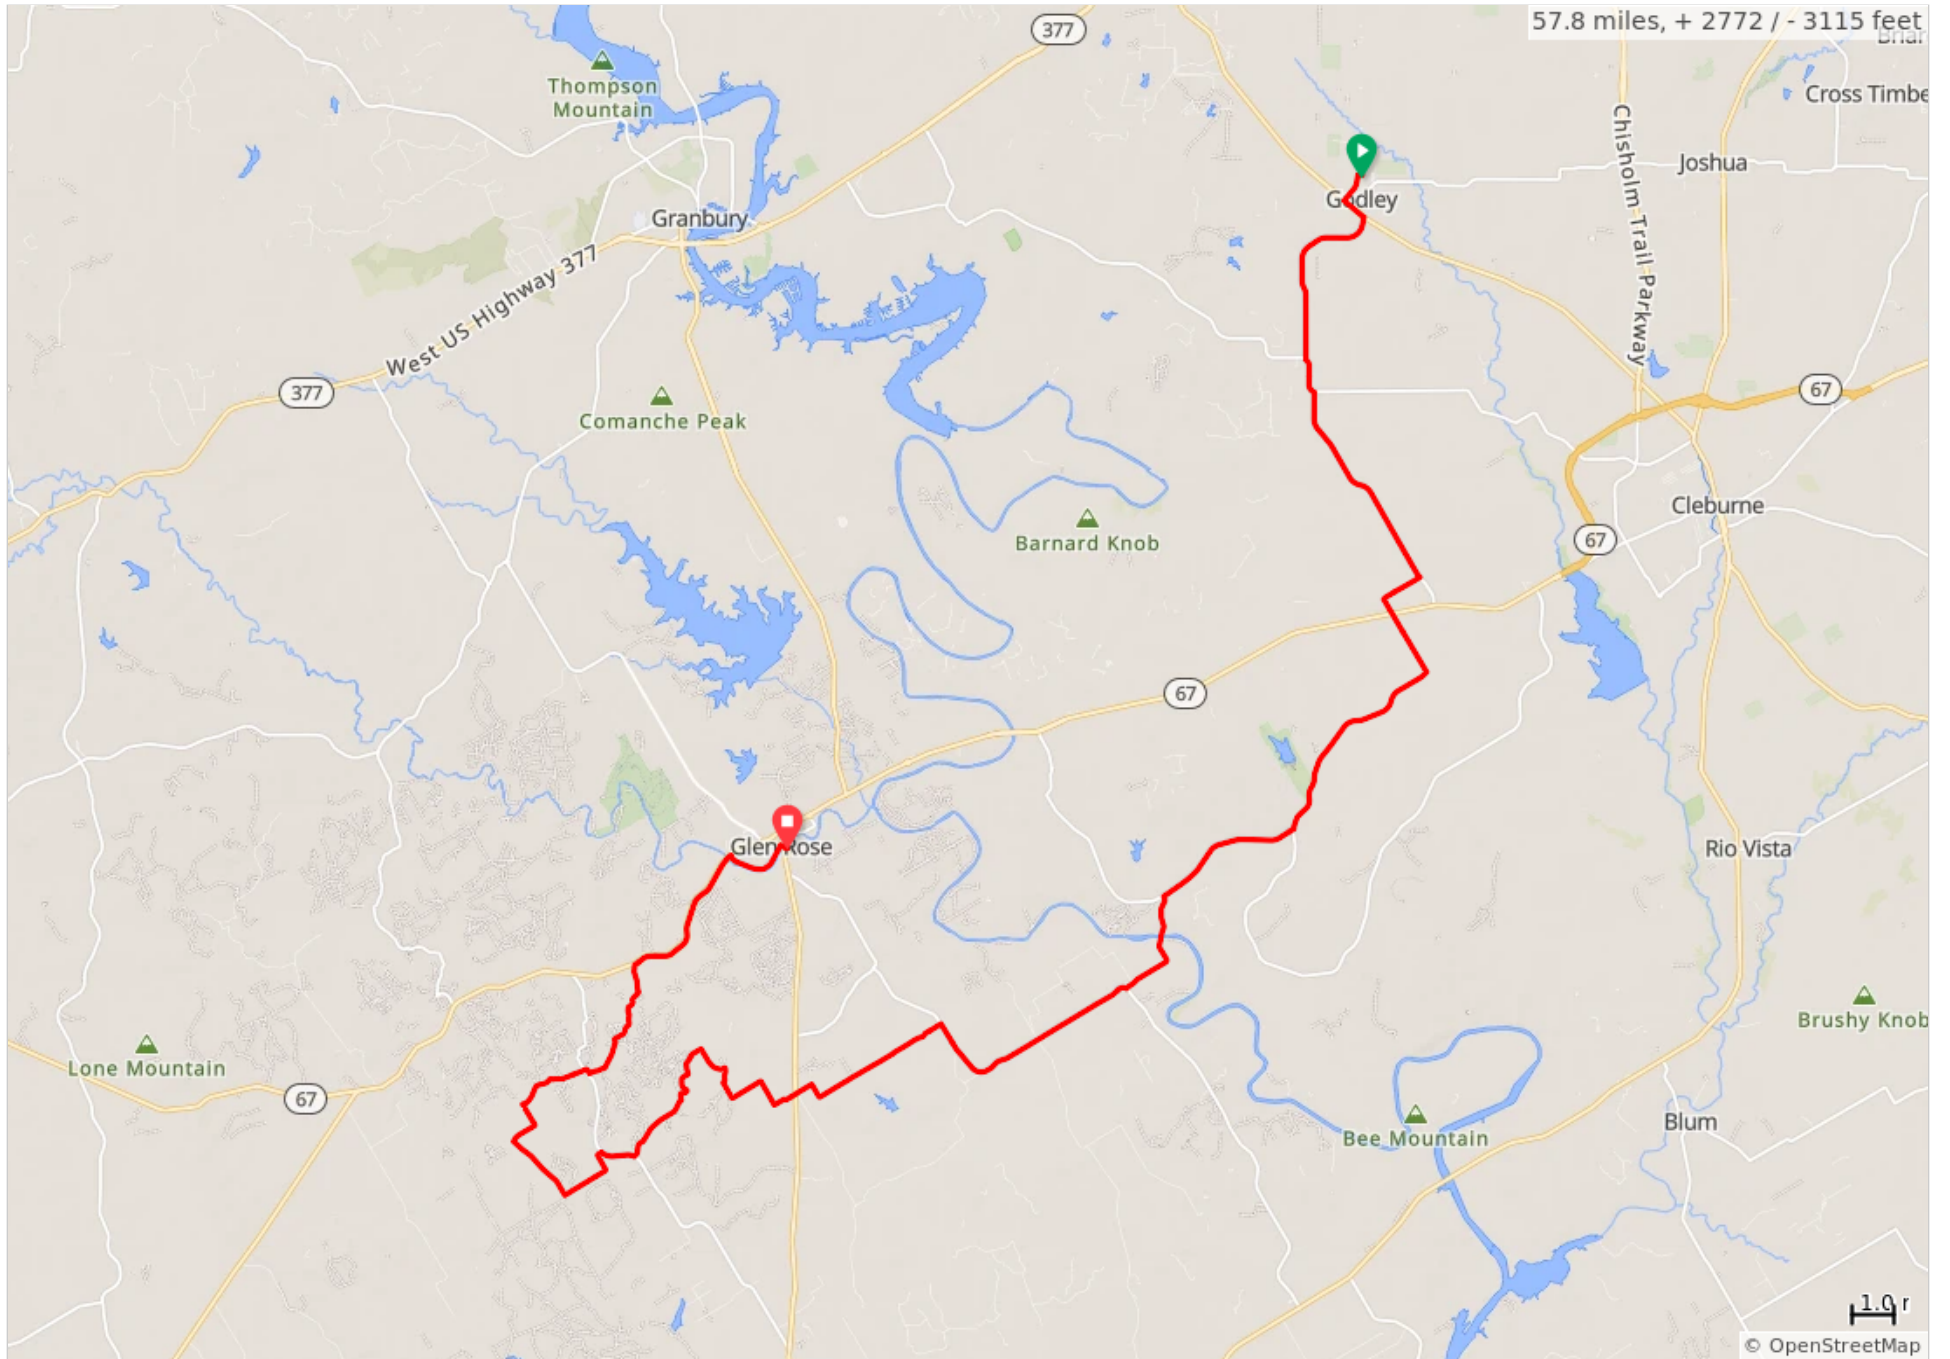 57.8 miles, + 2772 / - 3115 feet
377
Briar
Thompson
Mountain
Cross Timbe
Chisholm Trail Parkway
Joshua
Godley
Granbury
West US Highway 377
377
67
Comanche Peak
Cleburne
Barnard Knob
67
67
Glen Rose
Rio Vista
Brushy Knob
Lone Mountain
67
Blum
Bee Mountain
1.0 r
© OpenStreetMap